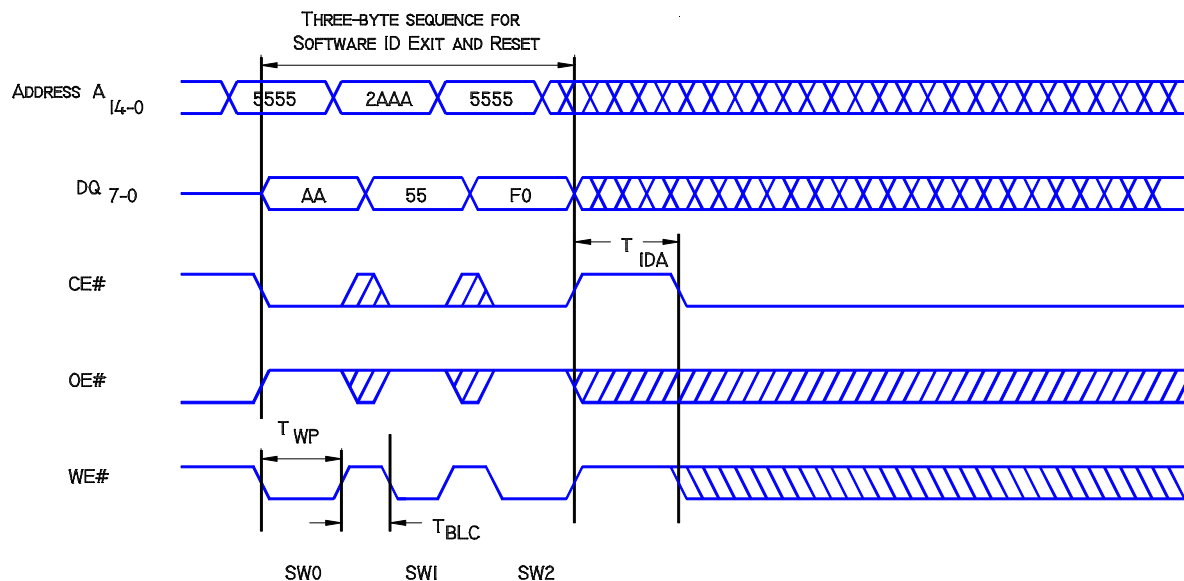 THREE-BYTE SEQUENCE FOR
SOFTWARE ID EXIT AND RESET
ADDRESS A 14-0
5555 2AAA 5555
DQ 7-0
AA 55 F0
T IDA
CE#
OE#
T WP
WE#
T BLC
SW0 SW1 SW2